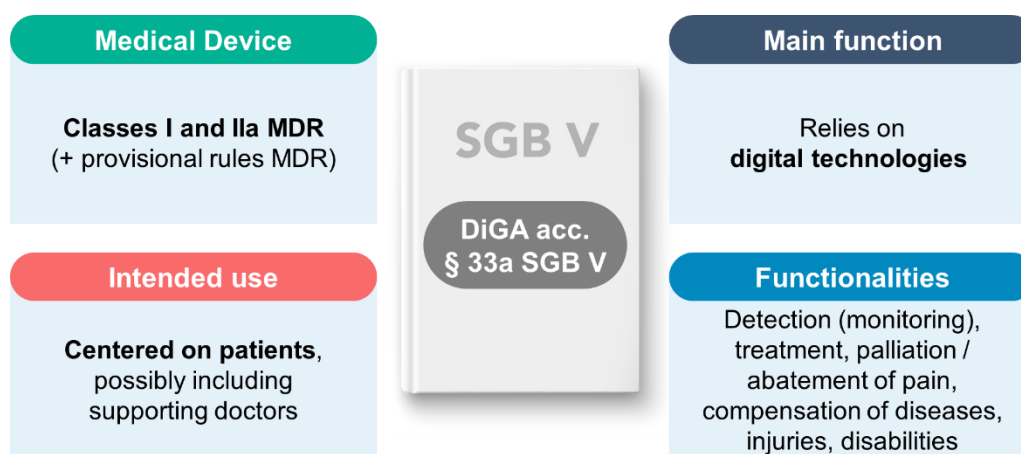 Medical Device
Classes I and IIa MDR
(+ provisional rules MDR)
Intended use
Centered on patients,
possibly including
supporting doctors
SGB V
DiGA acc.
§ 33a SGB V
Main function
Relies on
digital technologies
Functionalities
Detection (monitoring),
treatment, palliation /
abatement of pain,
compensation of diseases,
injuries, disabilities